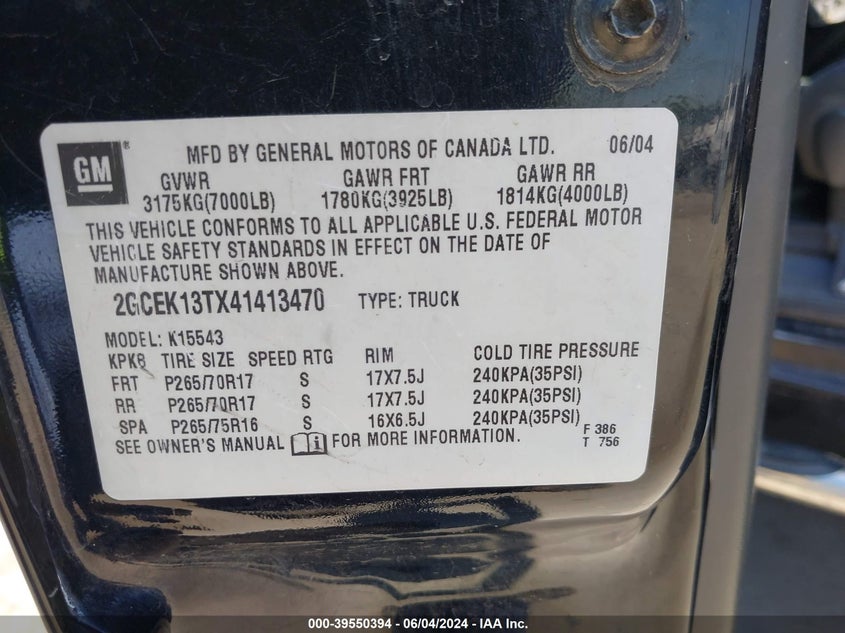 GM ® MFD BY GENERAL MOTORS OF CANADA LTD. 06/04
GVWR GAWR FRT GAWR RR
3175KG(7000LB) 1780KG(3925LB) 1814KG(4000LB)
THIS VEHICLE CONFORMS TO ALL APPLICABLE U.S. FEDERAL MOTOR
VEHICLE SAFETY STANDARDS IN EFFECT ON THE DATE OF
MANUFACTURE SHOWN ABOVE.
2GCEK13TX41413470 TYPE: TRUCK
MODEL: K15543
KPK6 TIRE SIZE SPEED RTG RIM COLD TIRE PRESSURE
FRT P265/70R17 S 17X7.5J 240KPA(35PSI)
RR P265/70R17 S 17X7.5J 240KPA(35PSI)
SPA P265/75R16 S 16X6.5J 240KPA(35PSI)
SEE OWNER'S MANUAL i FOR MORE INFORMATION. F 386
T 756
000-39550394 - 06/04/2024 - IAA Inc.